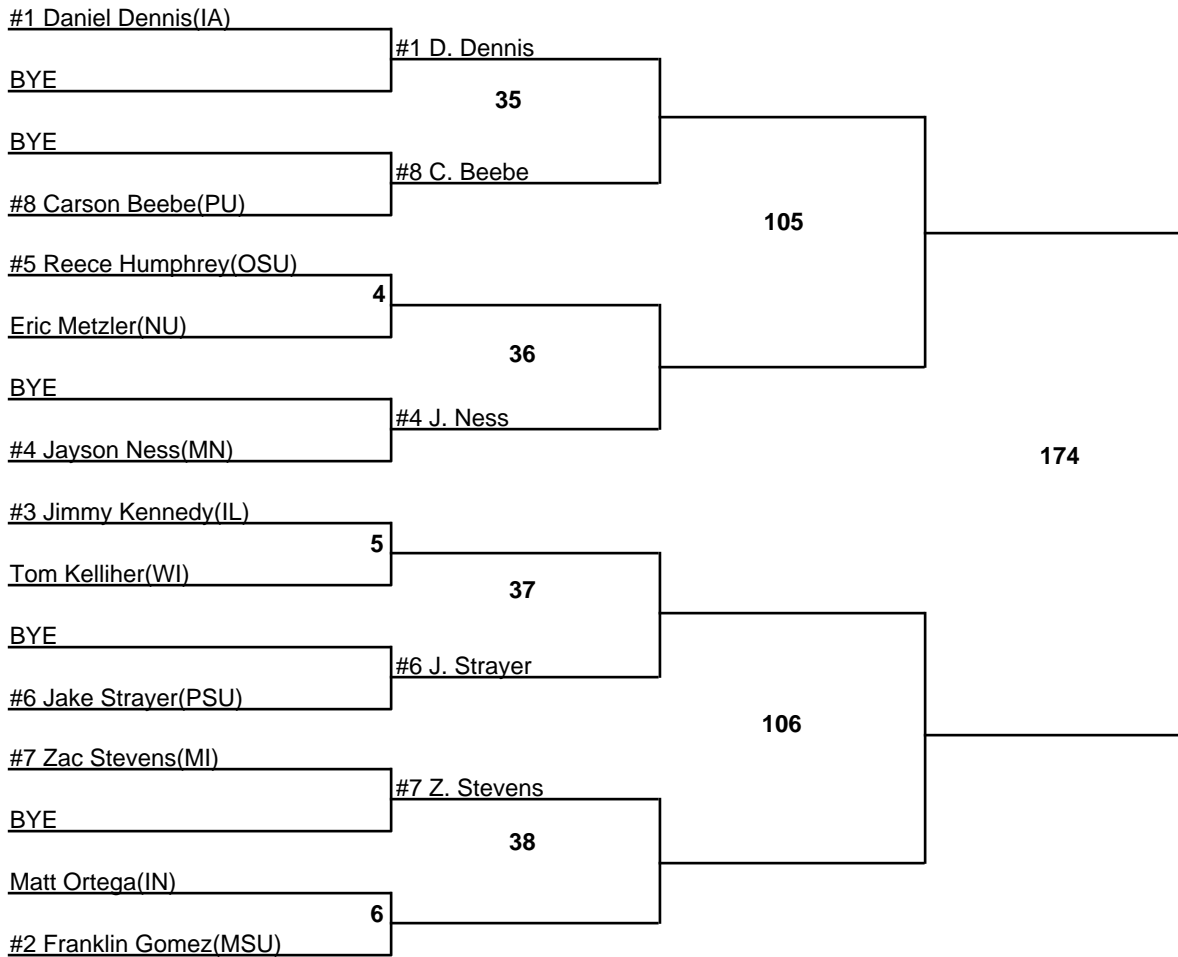 #1 Daniel Dennis(IA)
#1 D. Dennis
BYE
35
BYE
#8 C. Beebe
#8 Carson Beebe(PU)
105
#5 Reece Humphrey(OSU)
4
Eric Metzler(NU)
36
BYE
#4 J. Ness
#4 Jayson Ness(MN)
174
#3 Jimmy Kennedy(IL)
5
Tom Kelliher(WI)
37
BYE
#6 J. Strayer
#6 Jake Strayer(PSU)
106
#7 Zac Stevens(MI)
#7 Z. Stevens
BYE
38
Matt Ortega(IN)
6
#2 Franklin Gomez(MSU)